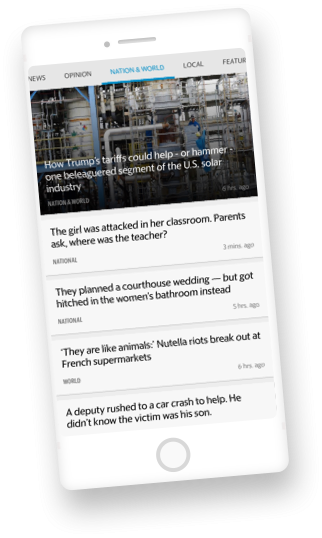 NEWS OPINION NATION & WORLD LOCAL FEATUR
How Trump's tariffs could help - or hammer -
one beleaguered segment of the U.S. solar
industry
NATION & WORLD 6 hrs. ago
The girl was attacked in her classroom. Parents
ask, where was the teacher?
NATIONAL 3 mins. ago
They planned a courthouse wedding — but got
hitched in the women's bathroom instead
NATIONAL 5 hrs. ago
'They are like animals:' Nutella riots break out at
French supermarkets
WORLD 6 hrs. ago
A deputy rushed to a car crash to help. He
didn't know the victim was his son.